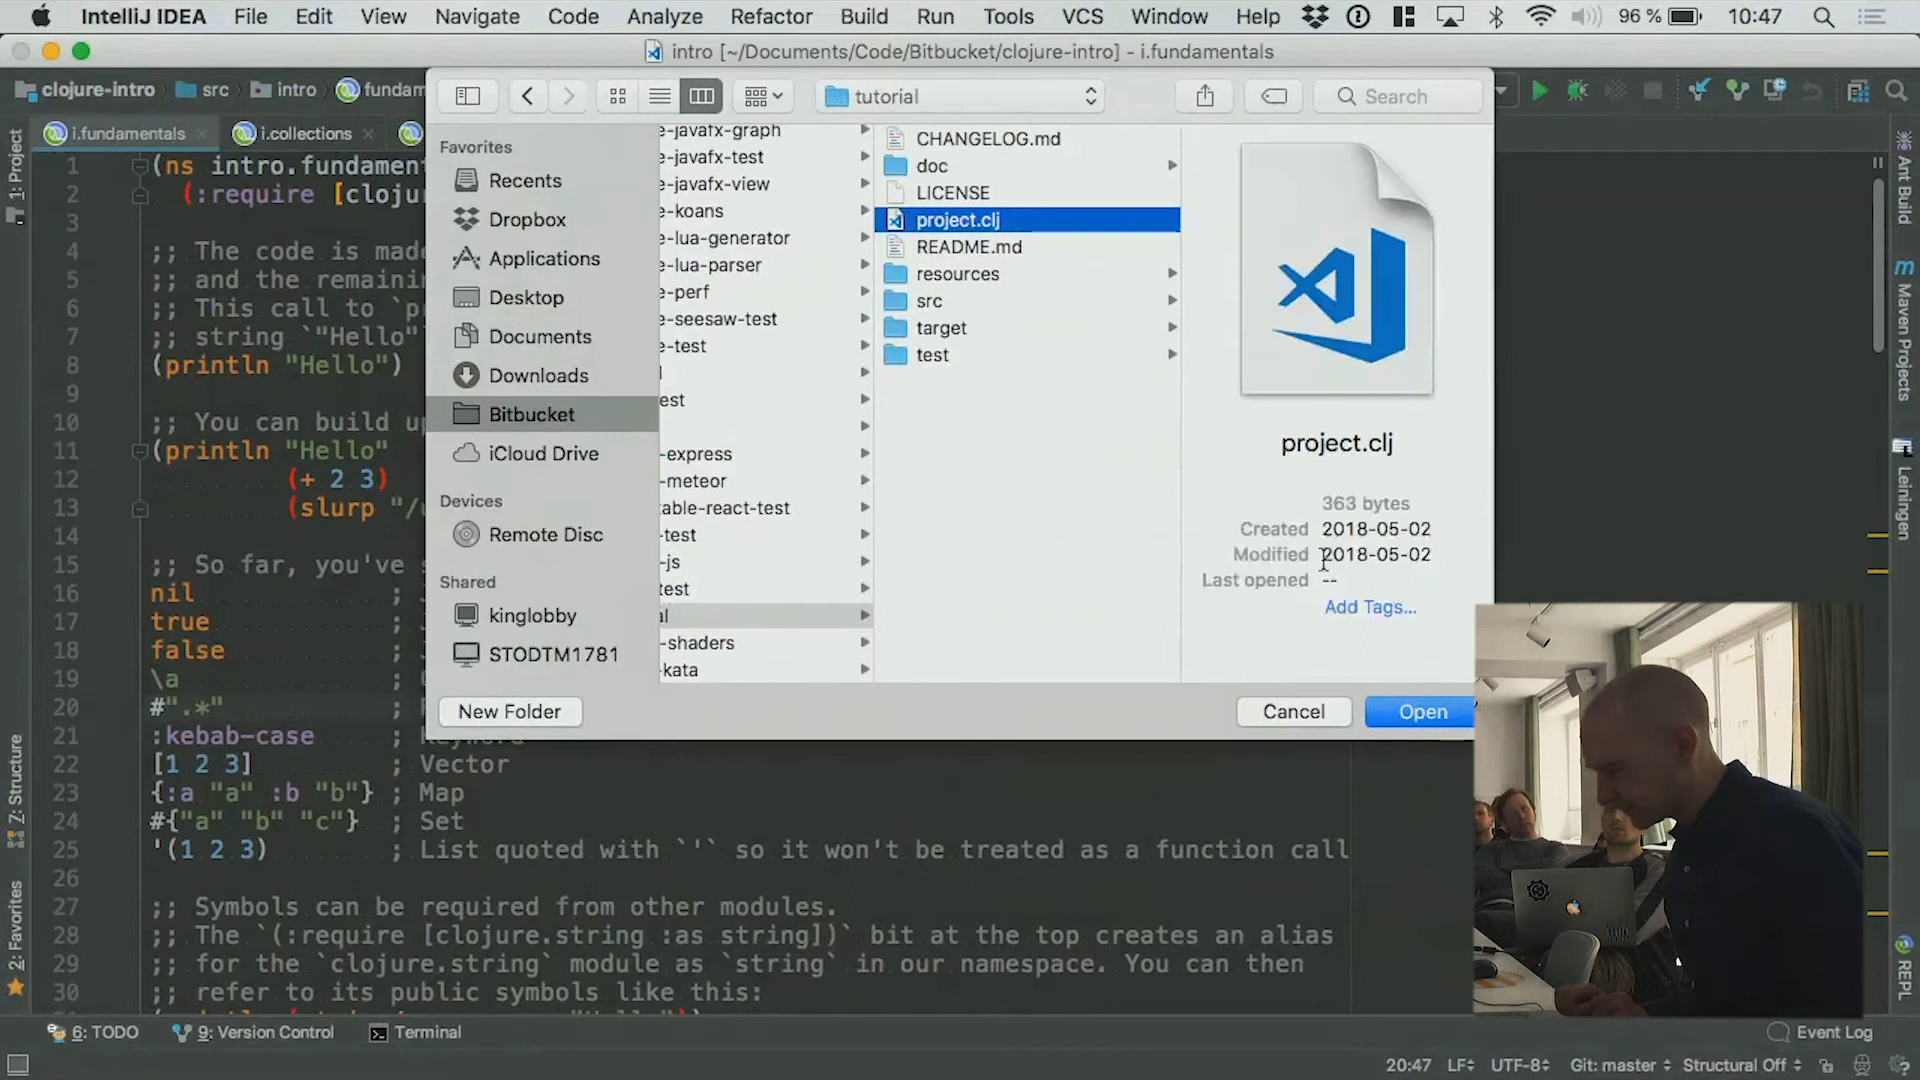 IntelliJ IDEA File Edit View Navigate Code Analyze Refactor Build Run Tools VCS Window Help 96 % 10:47
intro [~/Documents/Code/Bitbucket/clojure-intro] - i.fundamentals
clojure-intro src intro fundam
i.fundamentals i.collections
tutorial
Search
1: Project
7: Structure
2: Favorites
Favorites
Recents
Dropbox
Applications
Desktop
Documents
Downloads
Bitbucket
iCloud Drive
Devices
Remote Disc
Shared
kinglobby
STODTM1781
e-javafx-graph
e-javafx-test
e-javafx-view
e-koans
e-lua-generator
e-lua-parser
e-perf
e-seesaw-test
e-test
l
est
-express
-meteor
table-react-test
-test
-js
test
al
-shaders
-kata
CHANGELOG.md
doc
LICENSE
project.clj
README.md
resources
src
target
test
project.clj
363 bytes
Created 2018-05-02
Modified 2018-05-02
Last opened --
Add Tags...
New Folder
Cancel
Open
1 (ns intro.fundament
2 (:require [cloju
3
4 ;; The code is made
5 ;; and the remainin
6 ;; This call to `p
7 ;; string `"Hello"
8 (println "Hello")
9
10 ;; You can build u
11 (println "Hello"
12 (+ 2 3)
13 (slurp "/
14
15 ;; So far, you've
16 nil ;
17 true ;
18 false ;
19 \a ;
20 #".*" ;
21 :kebab-case ; Keyword
22 [1 2 3] ; Vector
23 {:a "a" :b "b"} ; Map
24 #{"a" "b" "c"} ; Set
25 '(1 2 3) ; List quoted with `'` so it won't be treated as a function call
26
27 ;; Symbols can be required from other modules.
28 ;; The `(:require [clojure.string :as string])` bit at the top creates an alias
29 ;; for the `clojure.string` module as `string` in our namespace. You can then
30 ;; refer to its public symbols like this:
Ant Build
m Maven Projects
Leiningen
REPL
6: TODO 9: Version Control Terminal Event Log
20:47 LF UTF-8 Git: master Structural Off